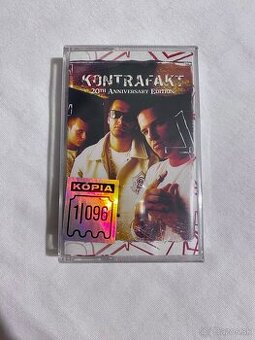 KONTRAFAKT
20TH ANNIVERSARY EDITION
KÓPIA
1/096